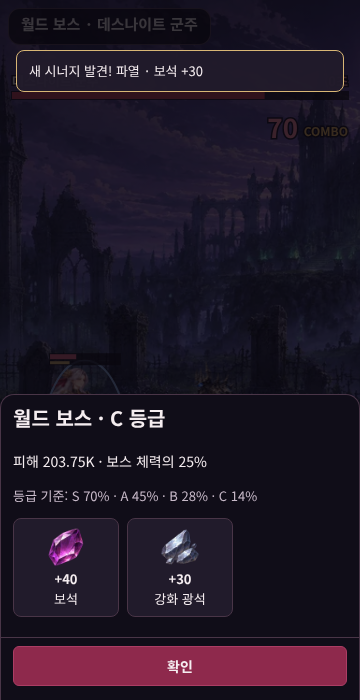 월드 보스 · 데스나이트 군주
새 시너지 발견! 파열 · 보석 +30
70 COMBO
월드 보스 · C 등급
피해 203.75K · 보스 체력의 25%
등급 기준: S 70% · A 45% · B 28% · C 14%
+40
보석
+30
강화 광석
확인